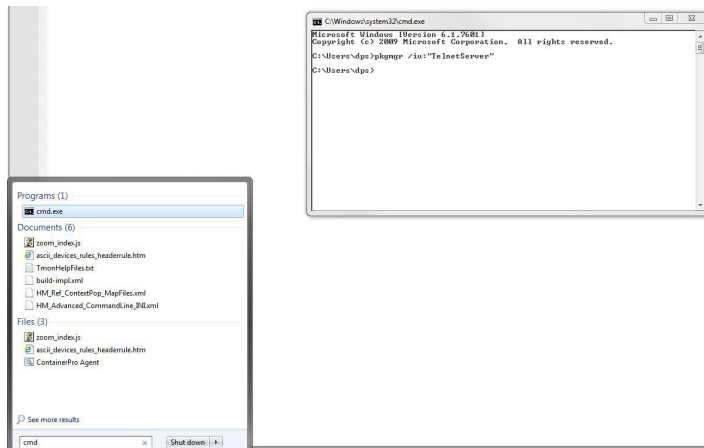 C:\Windows\system32\cmd.exe
Microsoft Windows [Version 6.1.7601]
Copyright (c) 2009 Microsoft Corporation. All rights reserved.
C:\Users\dps>pkgmgr /iu:"TelnetServer"
C:\Users\dps>
Programs (1)
cmd.exe
Documents (6)
zoom_index.js
ascii_devices_rules_headerrule.htm
TmonHelpFiles.txt
build-impl.xml
HM_Ref_ContextPop_MapFiles.xml
HM_Advanced_CommandLine_INI.xml
Files (3)
zoom_index.js
ascii_devices_rules_headerrule.htm
ContainerPro Agent
See more results
cmd
Shut down